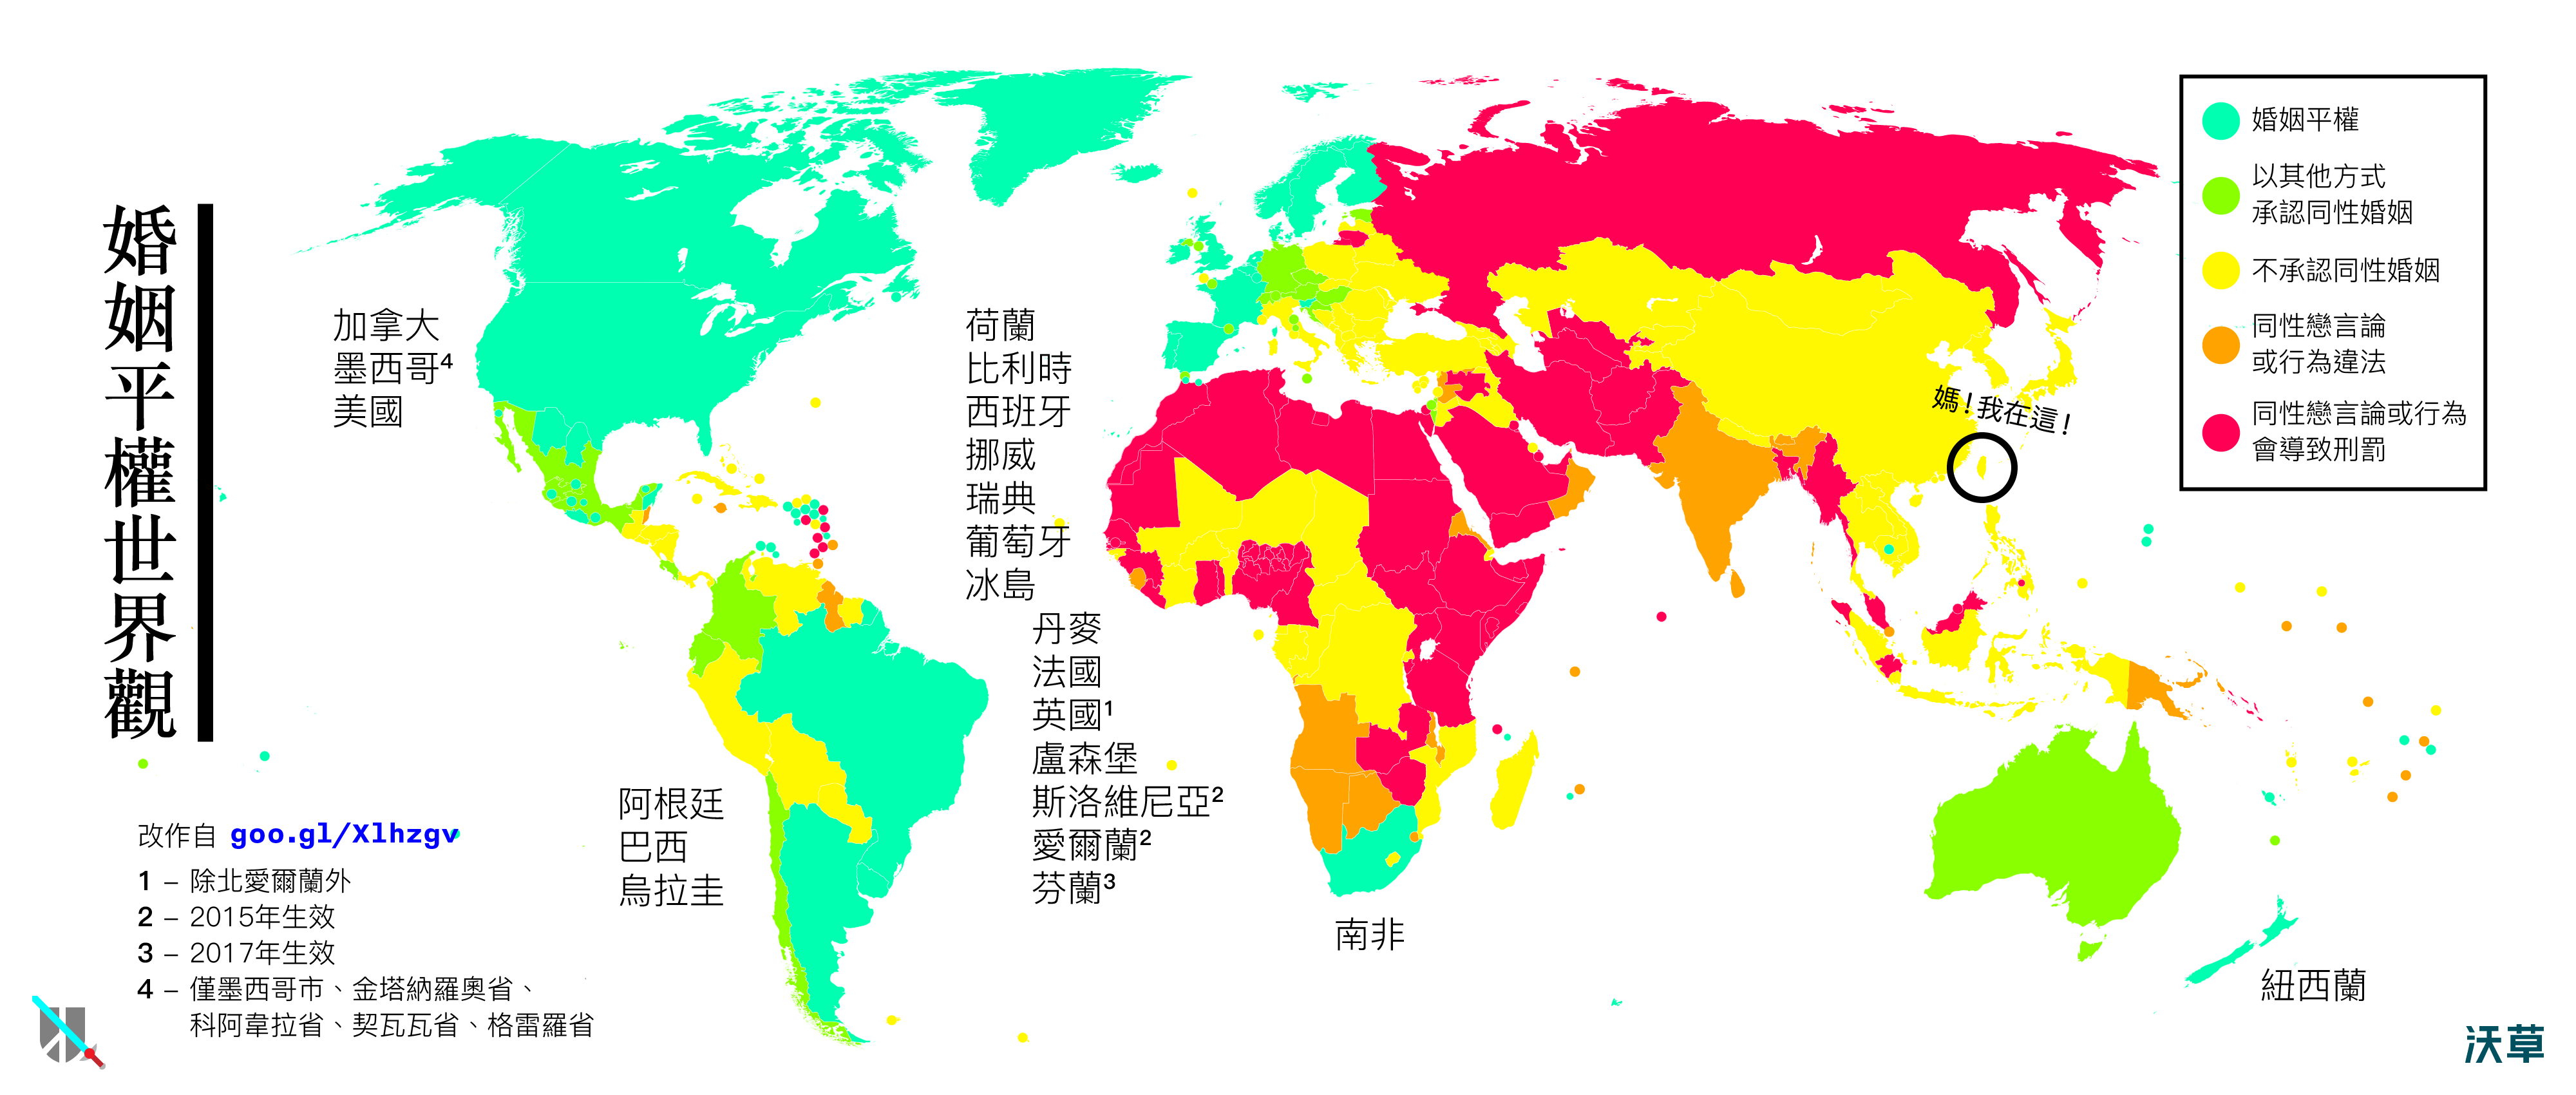 婚姻平權世界觀
加拿大
墨西哥⁴
美國
荷蘭
比利時
西班牙
挪威
瑞典
葡萄牙
冰島
丹麥
法國
英國¹
盧森堡
斯洛維尼亞²
愛爾蘭²
芬蘭³
阿根廷
巴西
烏拉圭
南非
紐西蘭
媽!我在這!
婚姻平權
以其他方式
承認同性婚姻
不承認同性婚姻
同性戀言論
或行為違法
同性戀言論或行為
會導致刑罰
改作自 goo.gl/Xlhzgv
1 – 除北愛爾蘭外
2 – 2015年生效
3 – 2017年生效
4 – 僅墨西哥市、金塔納羅奧省、
科阿韋拉省、契瓦瓦省、格雷羅省
沃草